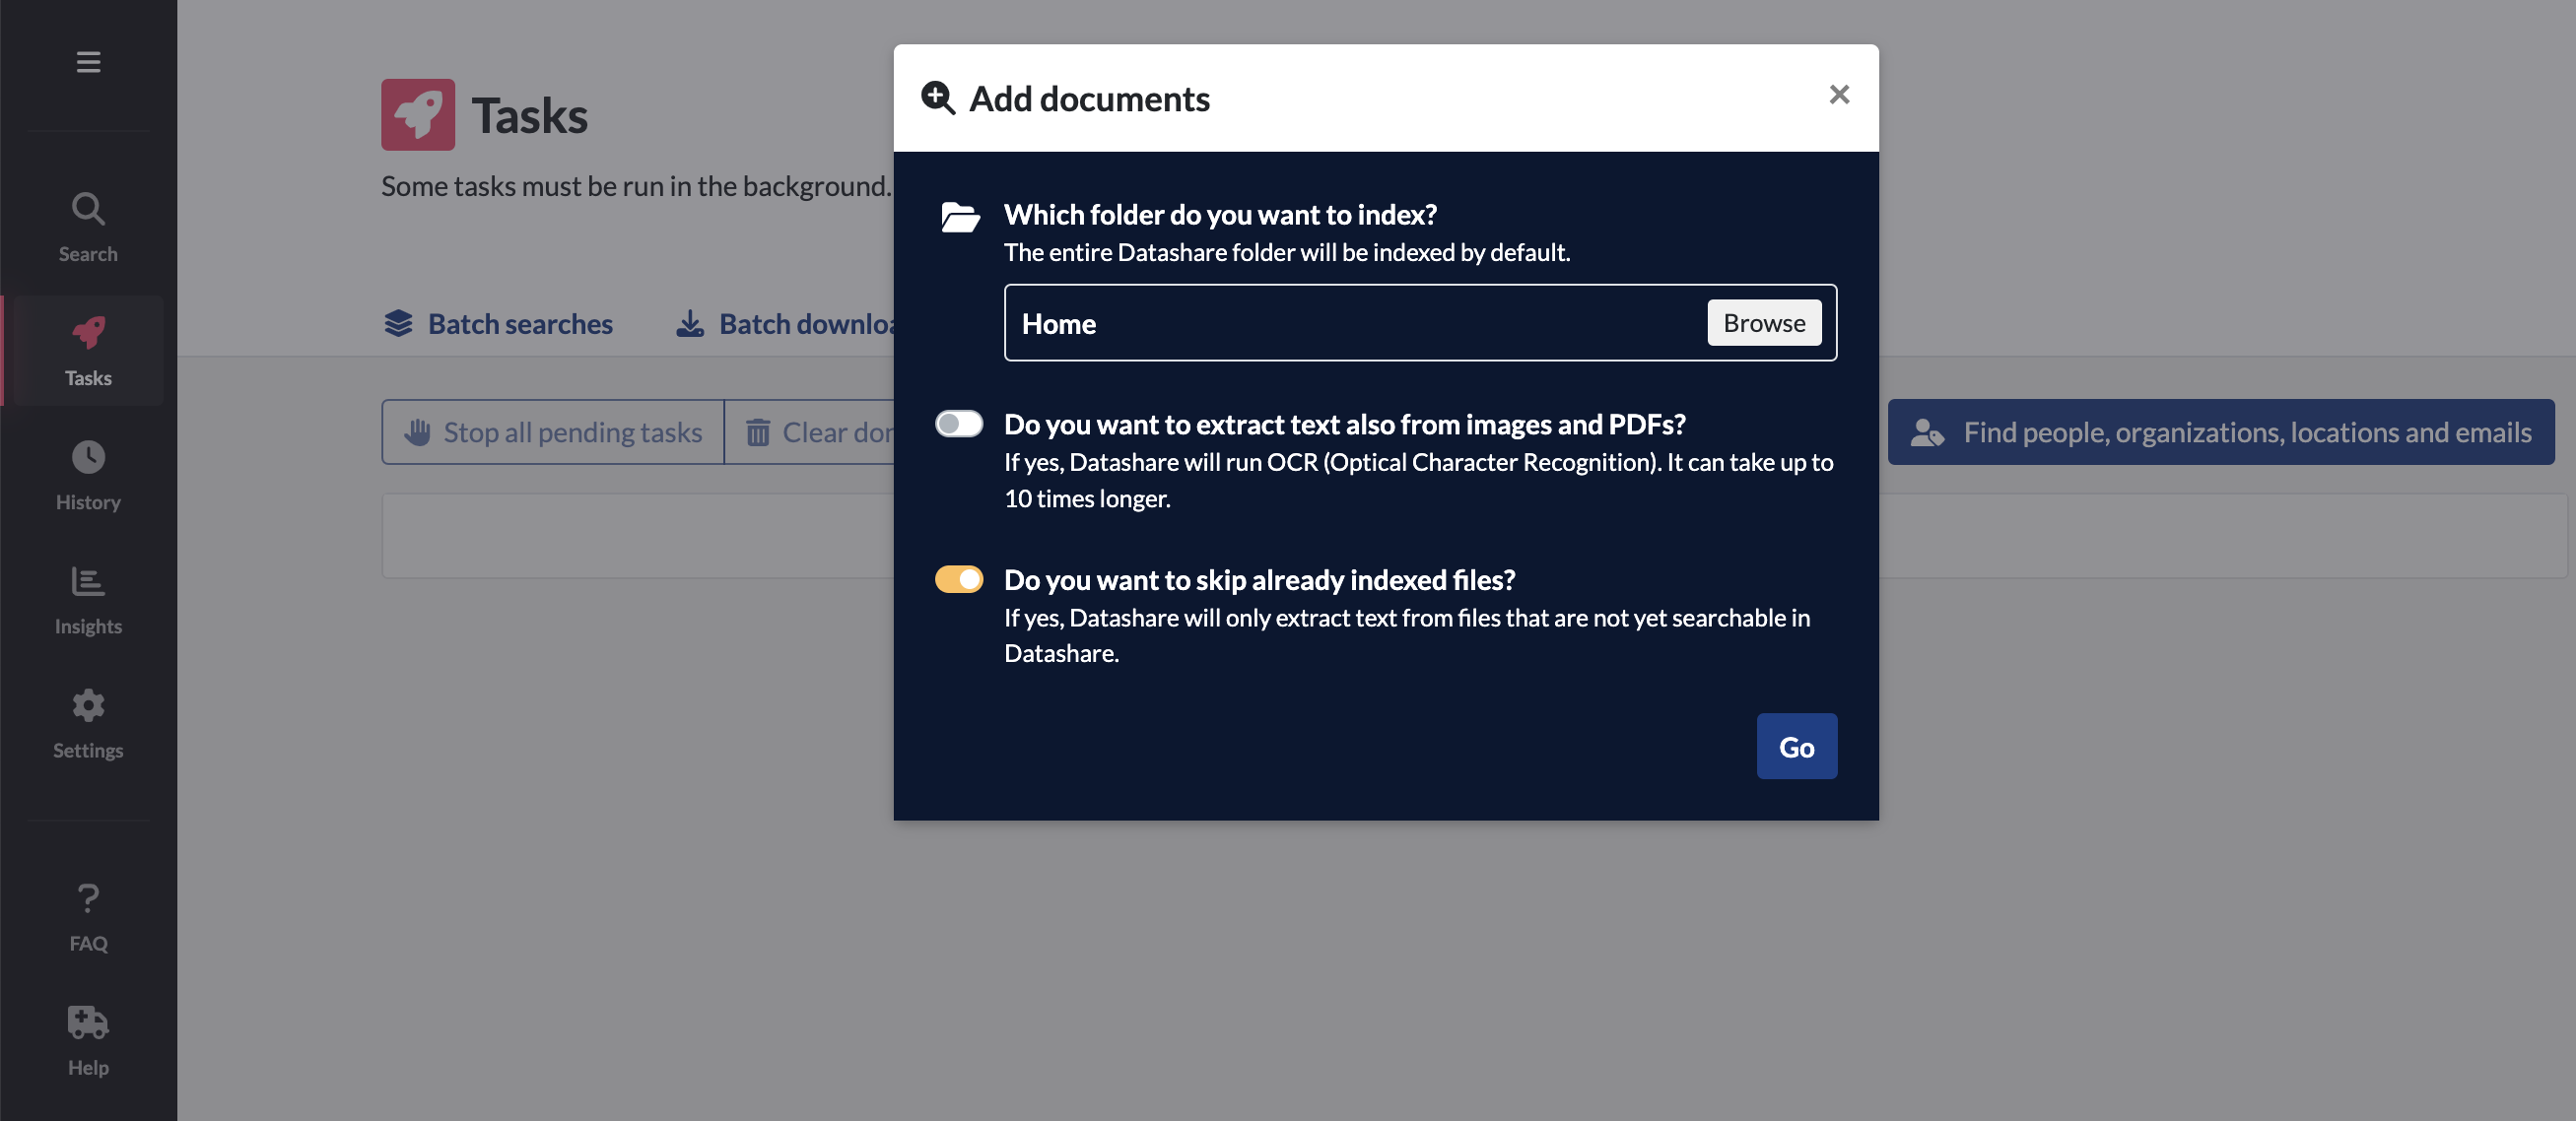 Search
Tasks
History
Insights
Settings
FAQ
Help
Tasks
Some tasks must be run in the background.
Batch searches
Batch
Stop all pending tasks
Clear
Find people, organizations, locations and emails
Add documents
Which folder do you want to index?
The entire Datashare folder will be indexed by default.
Home
Browse
Do you want to extract text also from images and PDFs?
If yes, Datashare will run OCR (Optical Character Recognition). It can take up to
10 times longer.
Do you want to skip already indexed files?
If yes, Datashare will only extract text from files that are not yet searchable in
Datashare.
Go